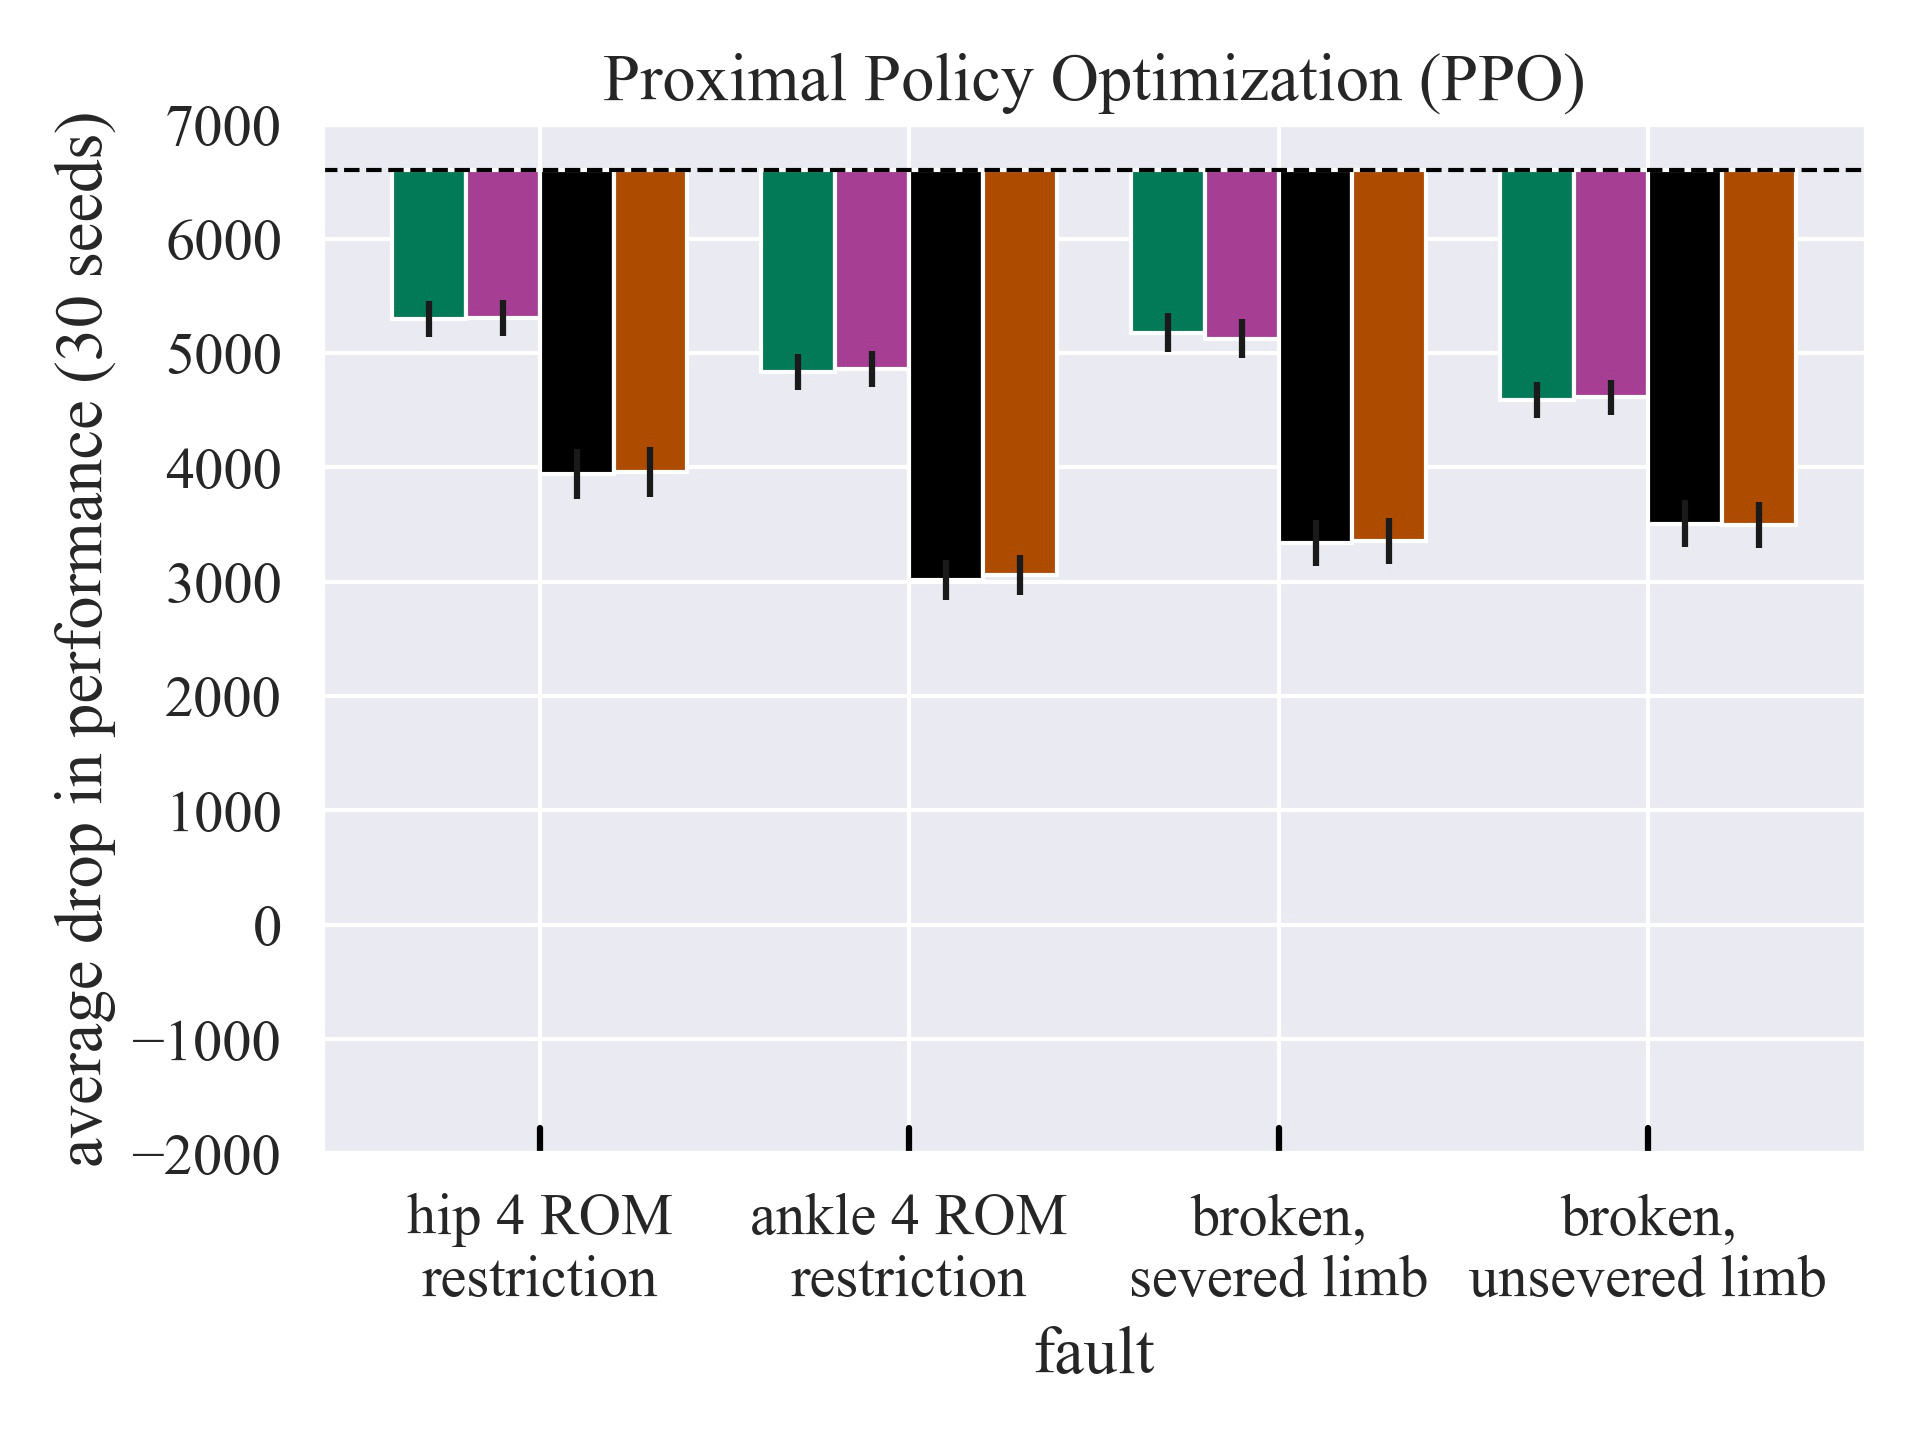 Proximal Policy Optimization (PPO)
average drop in performance (30 seeds)
7000
6000
5000
4000
3000
2000
1000
0
−1000
−2000
hip 4 ROM
restriction
ankle 4 ROM
restriction
broken,
severed limb
broken,
unsevered limb
fault